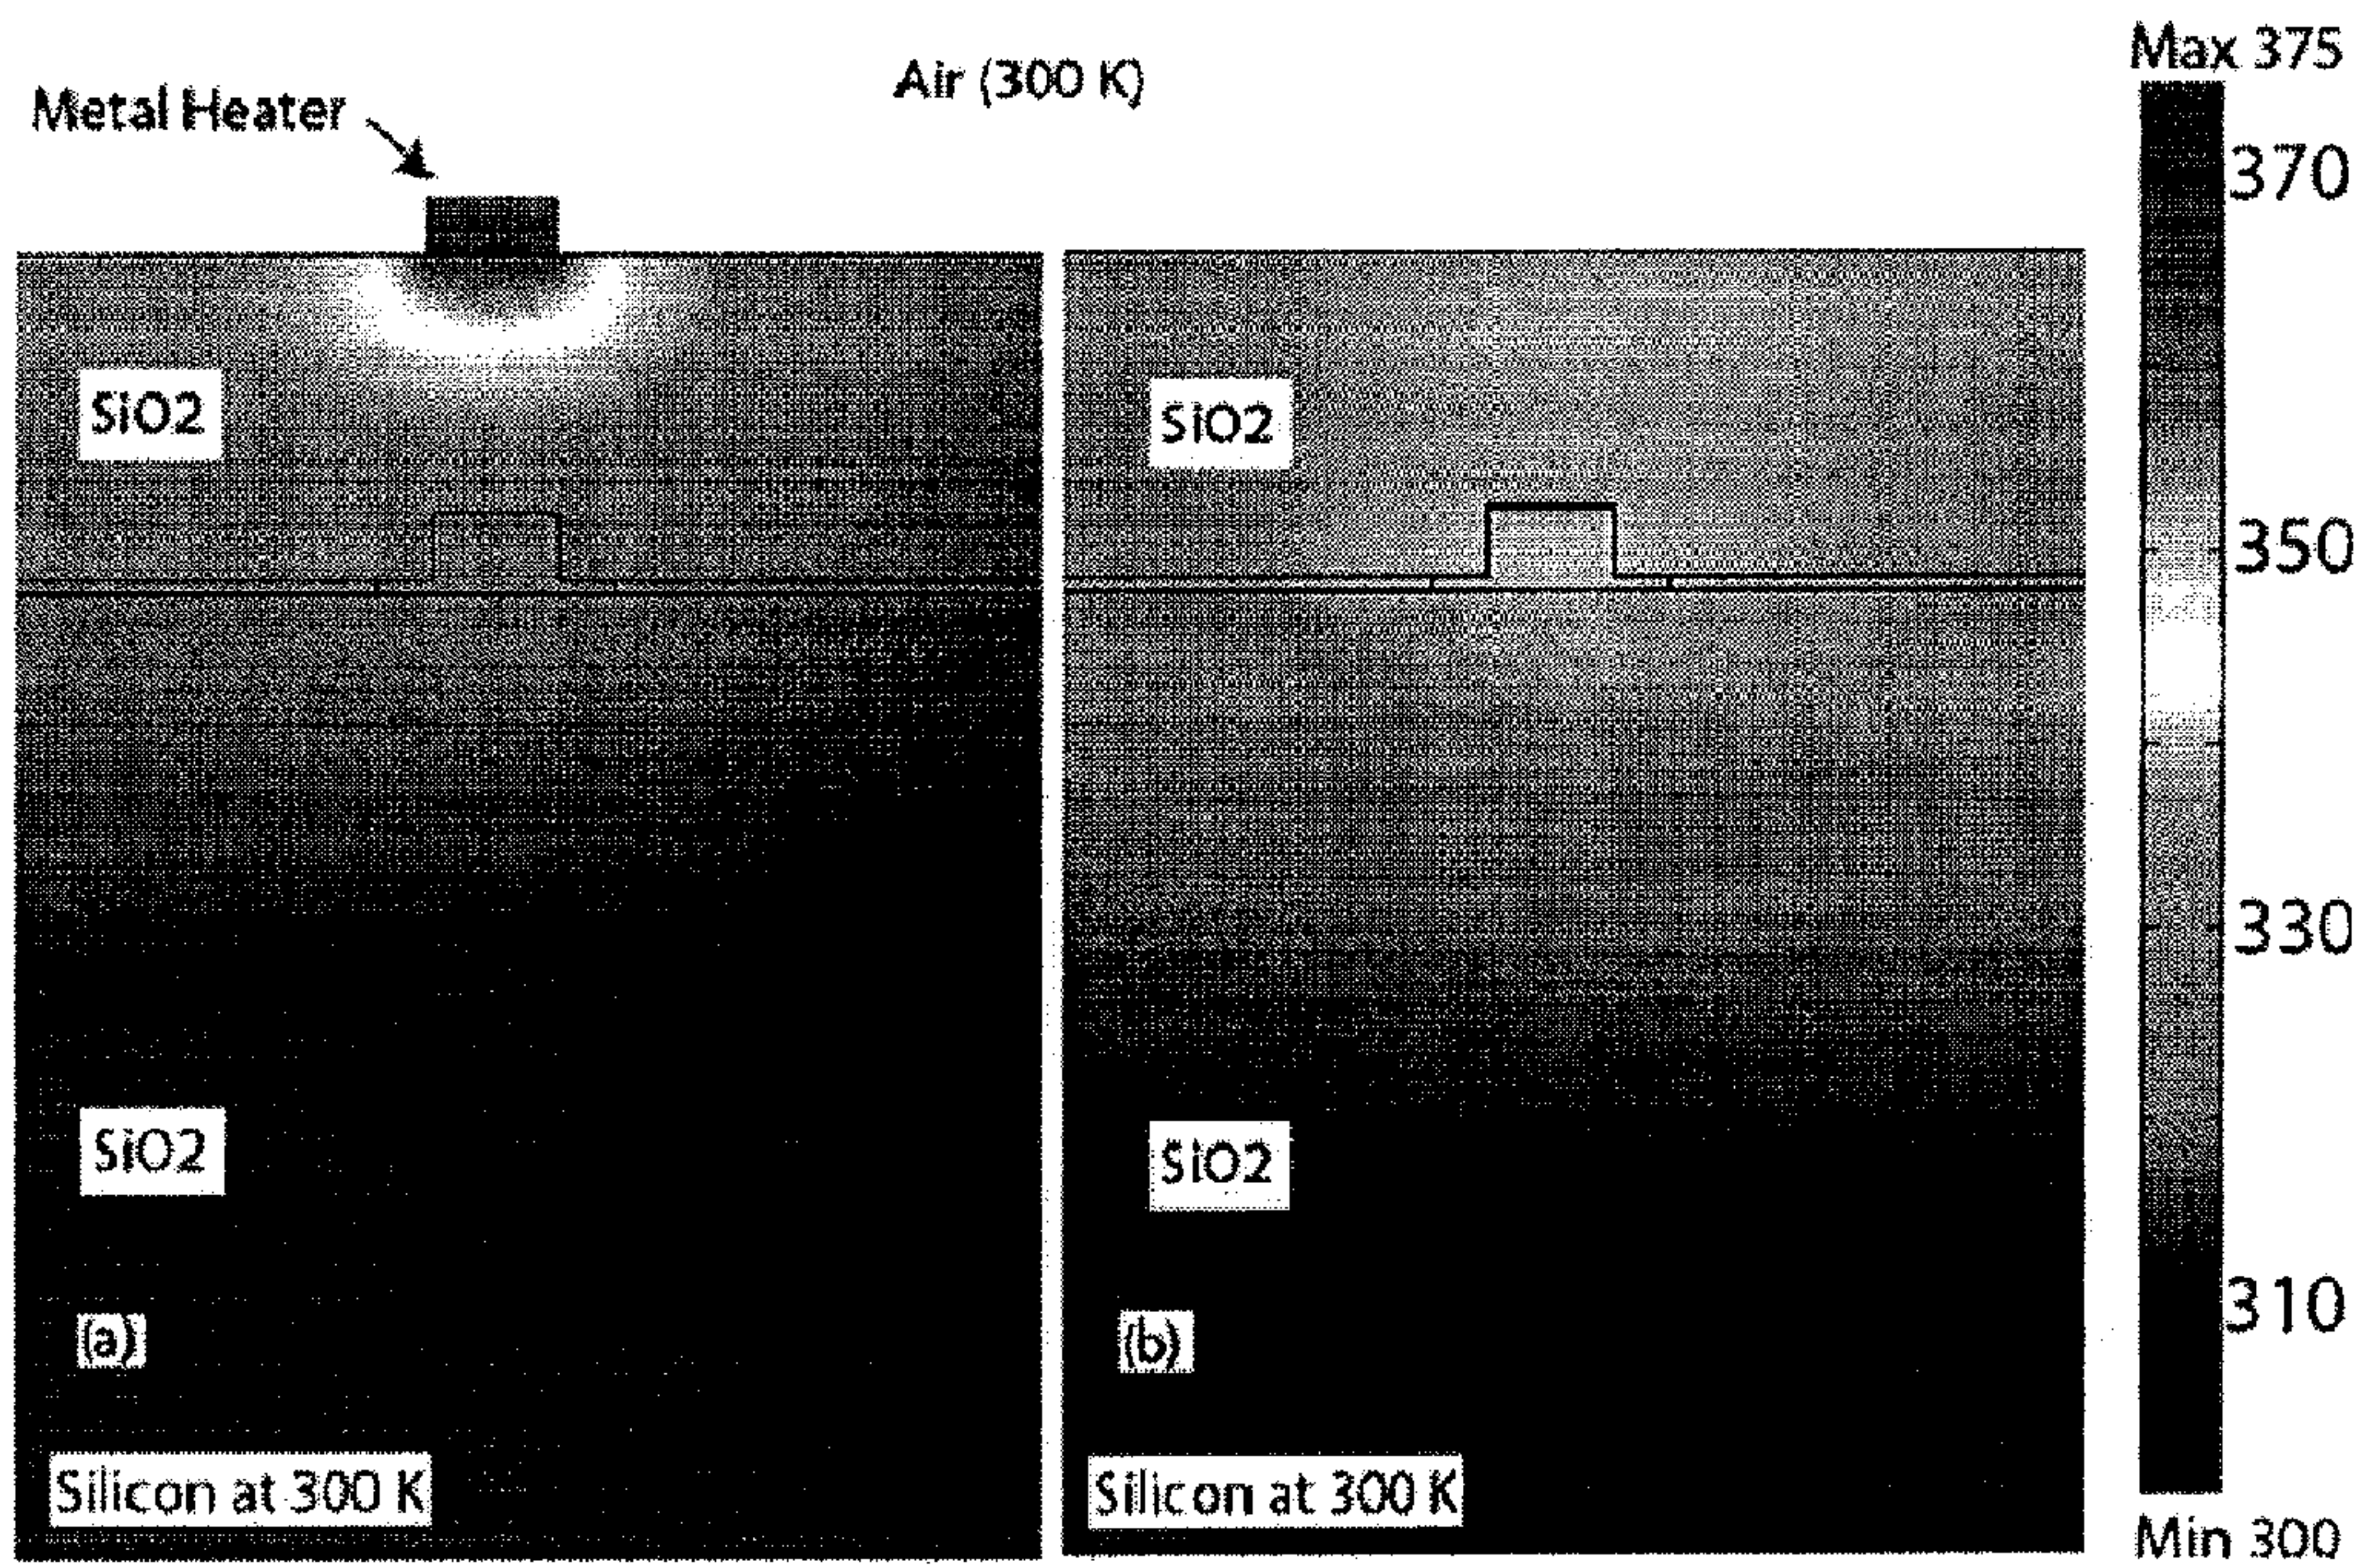 Metal Heater
Air (300 K)
SiO2
SiO2
(a)
Silicon at 300 K
SiO2
SiO2
(b)
Silicon at 300 K
Max 375
370
350
330
310
Min 300